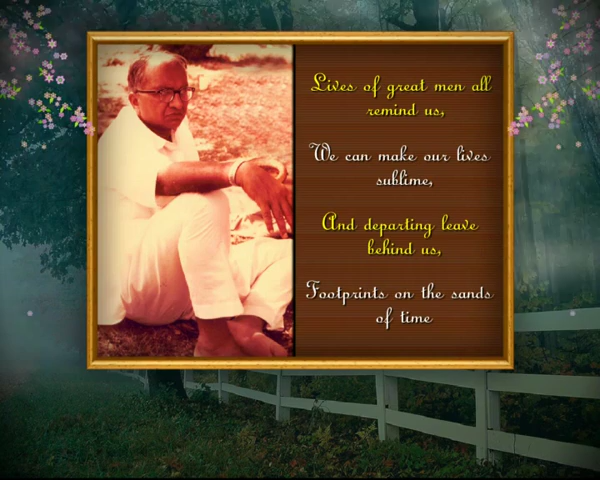 Lives of great men all
remind us,
We can make our lives
sublime,
And departing leave
behind us,
Footprints on the sands
of time